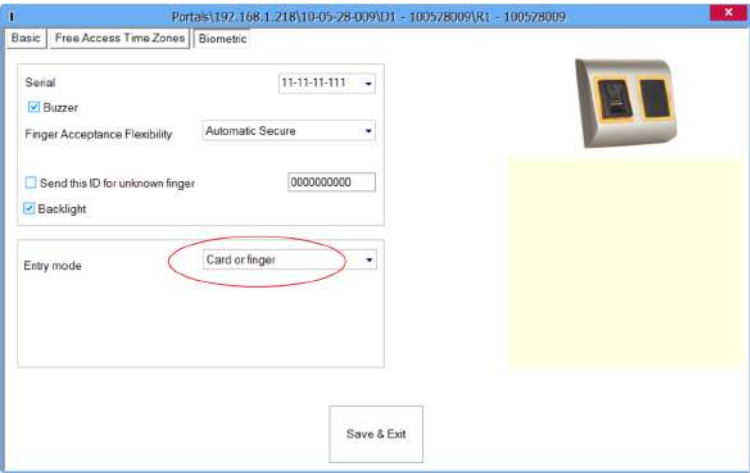 Portals\192.168.1.218\10-05-28-009\D1 - 100528009\R1 - 100528009
x
Basic
Free Access Time Zones
Biometric
Serial
11-11-11-111
Buzzer
Finger Acceptance Flexibility
Automatic Secure
Send this ID for unknown finger
0000000000
Backlight
Entry mode
Card or finger
Save & Exit